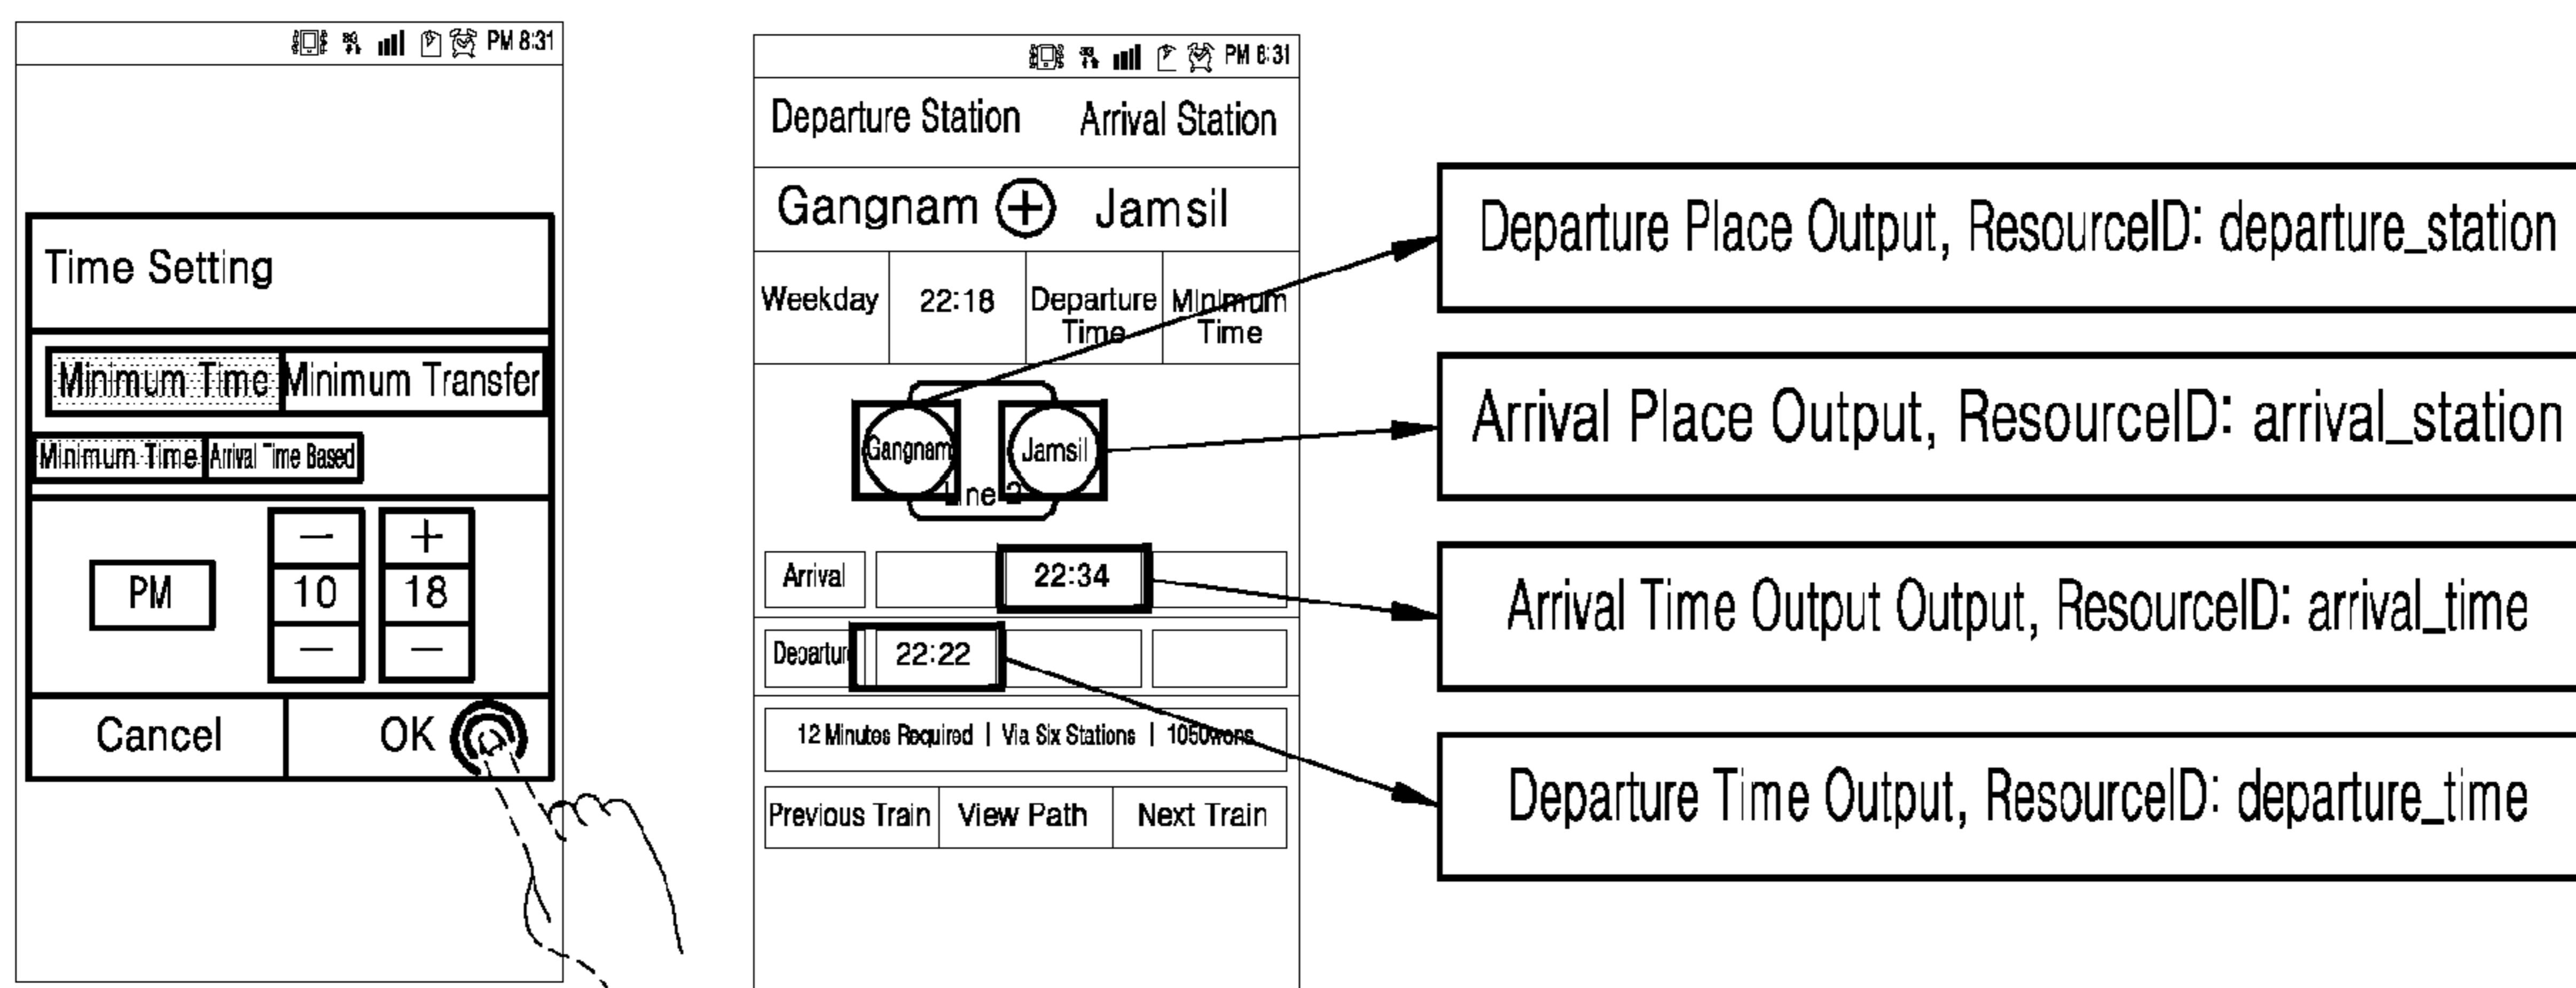 PM 8:31
Time Setting
Minimum Time Minimum Transfer
Minimum Time Arrival Time Based
− +
PM 10 18
− −
Cancel OK
PM 8:31
Departure Station Arrival Station
Gangnam + Jamsil
Weekday 22:18 Departure Time Minimum Time
Gangnam Jamsil
Line 2
Arrival 22:34
Departur 22:22
12 Minutes Required | Via Six Stations | 1050wons
Previous Train View Path Next Train
Departure Place Output, ResourceID: departure_station
Arrival Place Output, ResourceID: arrival_station
Arrival Time Output Output, ResourceID: arrival_time
Departure Time Output, ResourceID: departure_time